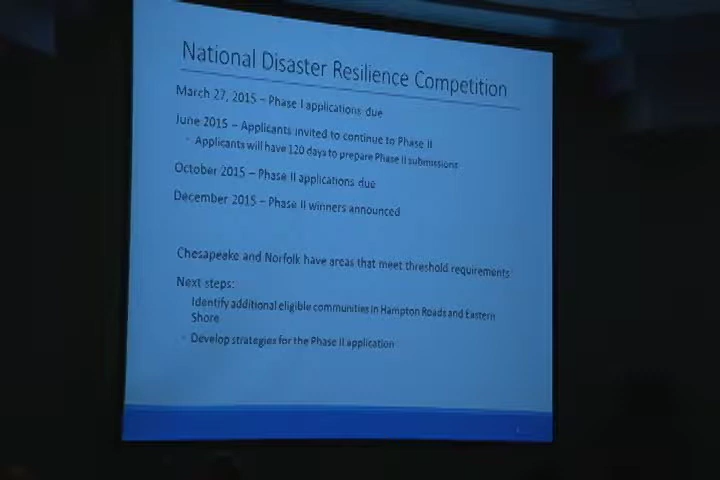 National Disaster Resilience Competition
March 27, 2015 – Phase I applications due
June 2015 – Applicants invited to continue to Phase II
Applicants will have 120 days to prepare Phase II submissions
October 2015 – Phase II applications due
December 2015 – Phase II winners announced
Chesapeake and Norfolk have areas that meet threshold requirements
Next steps:
Identify additional eligible communities in Hampton Roads and Eastern
Shore
Develop strategies for the Phase II application